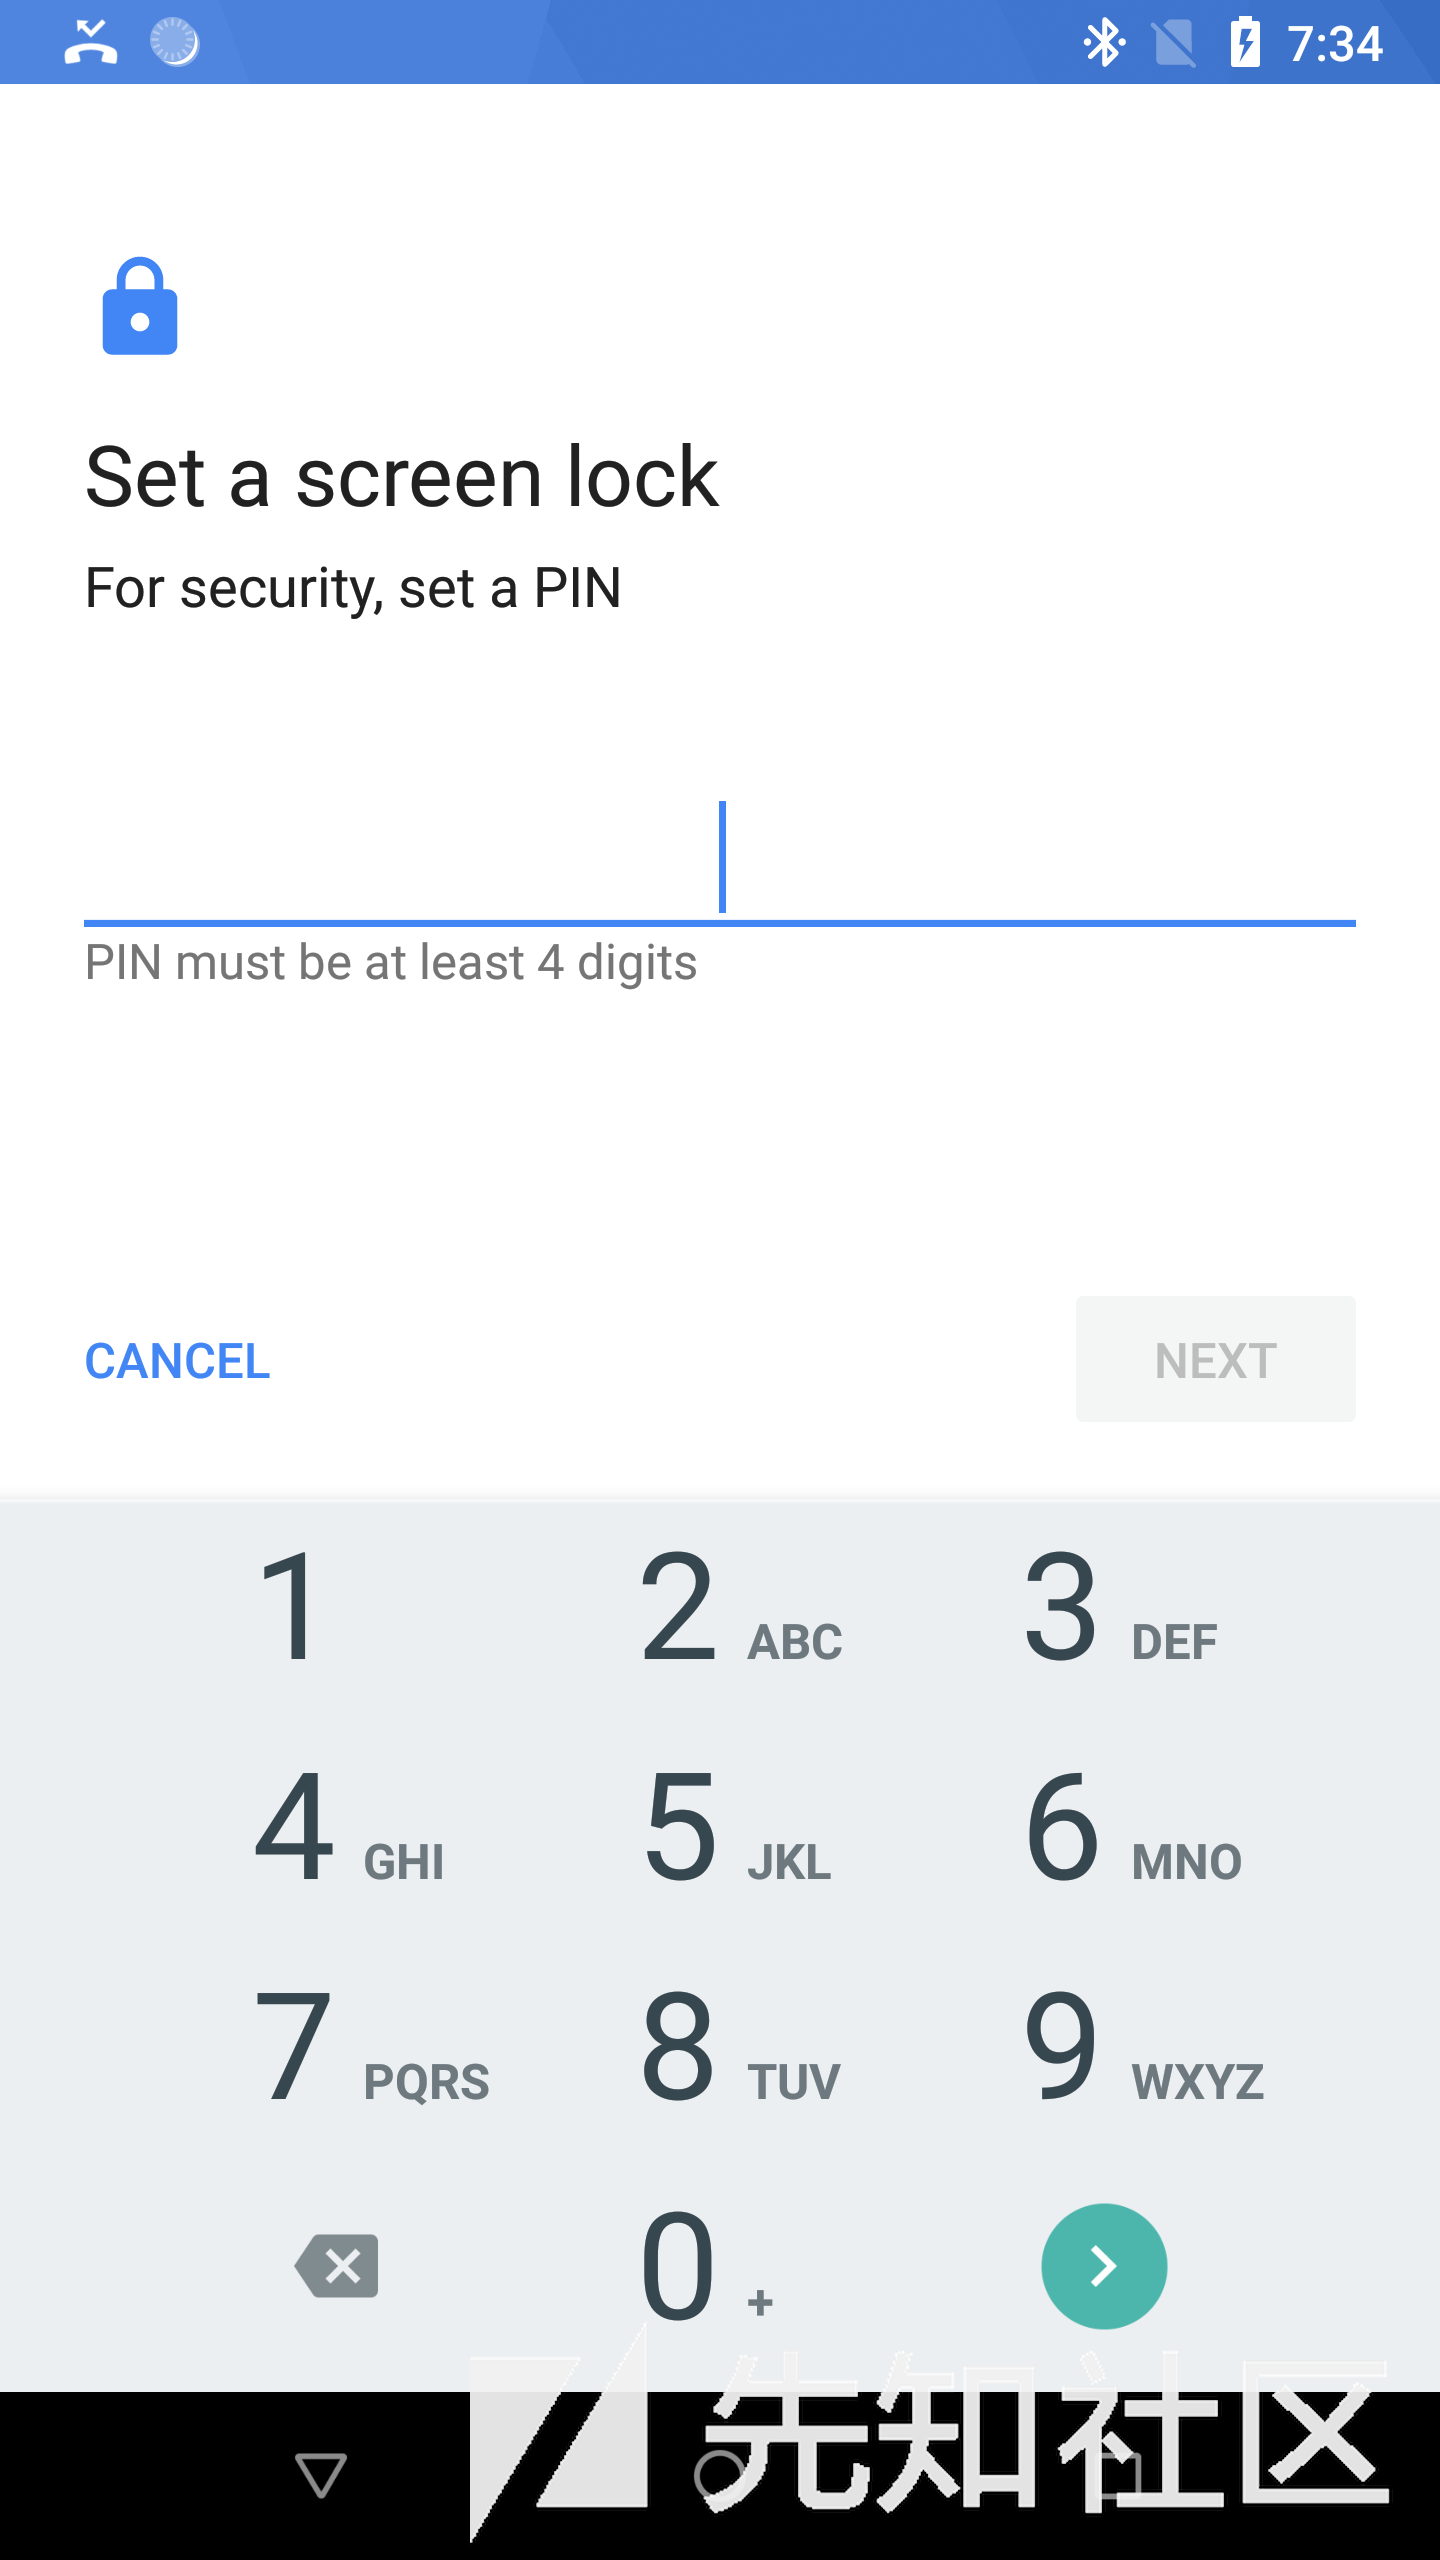 7:34
Set a screen lock
For security, set a PIN
PIN must be at least 4 digits
CANCEL NEXT
1 2 ABC 3 DEF
4 GHI 5 JKL 6 MNO
7 PQRS 8 TUV 9 WXYZ
0 +
先知社区